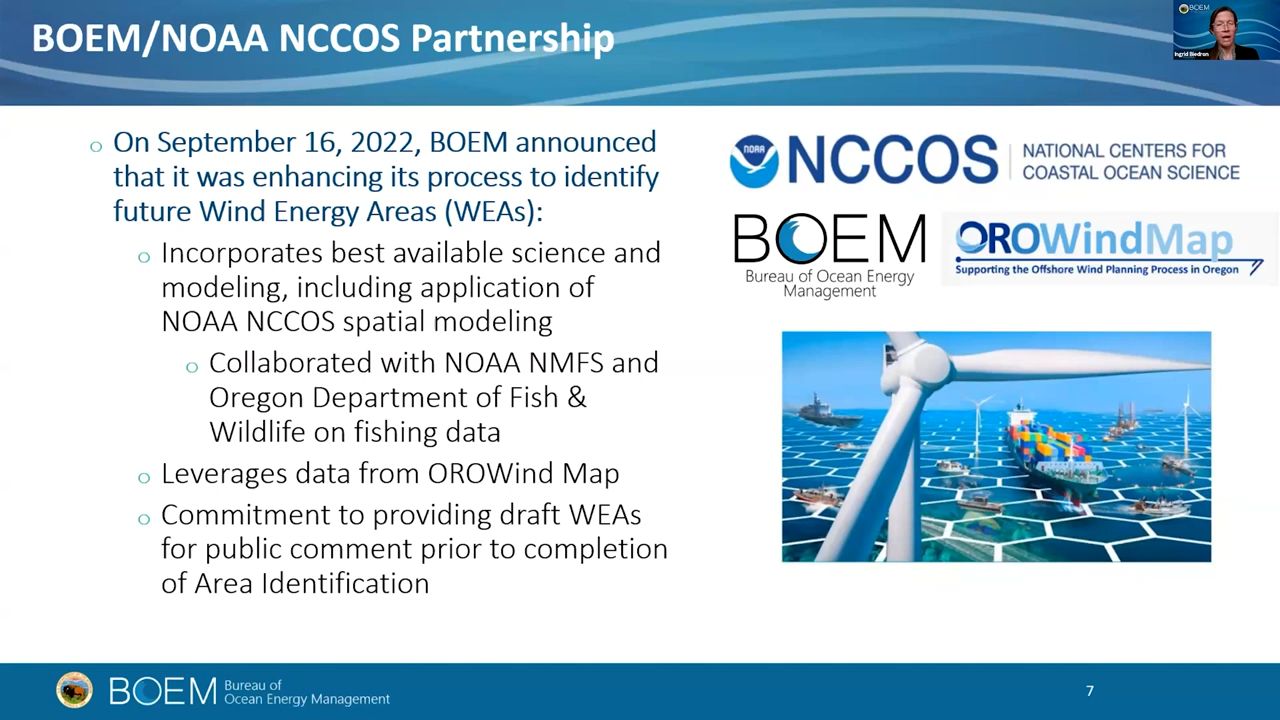 BOEM/NOAA NCCOS Partnership
BOEM
Ingrid Biedron
o On September 16, 2022, BOEM announced
that it was enhancing its process to identify
future Wind Energy Areas (WEAs):
o Incorporates best available science and
modeling, including application of
NOAA NCCOS spatial modeling
o Collaborated with NOAA NMFS and
Oregon Department of Fish &
Wildlife on fishing data
o Leverages data from OROWind Map
o Commitment to providing draft WEAs
for public comment prior to completion
of Area Identification
NOAA
NCCOS
NATIONAL CENTERS FOR
COASTAL OCEAN SCIENCE
BOEM
Bureau of Ocean Energy
Management
OROWindMap
Supporting the Offshore Wind Planning Process in Oregon
BOEM
Bureau of
Ocean Energy Management
7